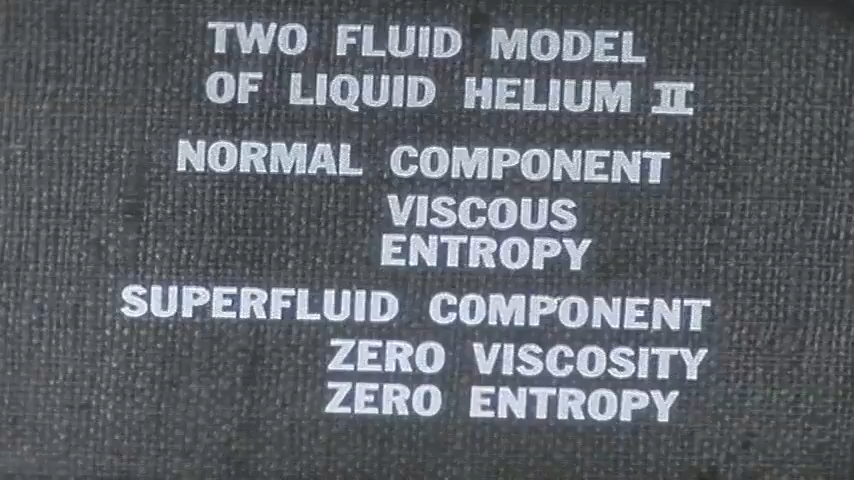 TWO FLUID MODEL
OF LIQUID HELIUM II
NORMAL COMPONENT
VISCOUS
ENTROPY
SUPERFLUID COMPONENT
ZERO VISCOSITY
ZERO ENTROPY